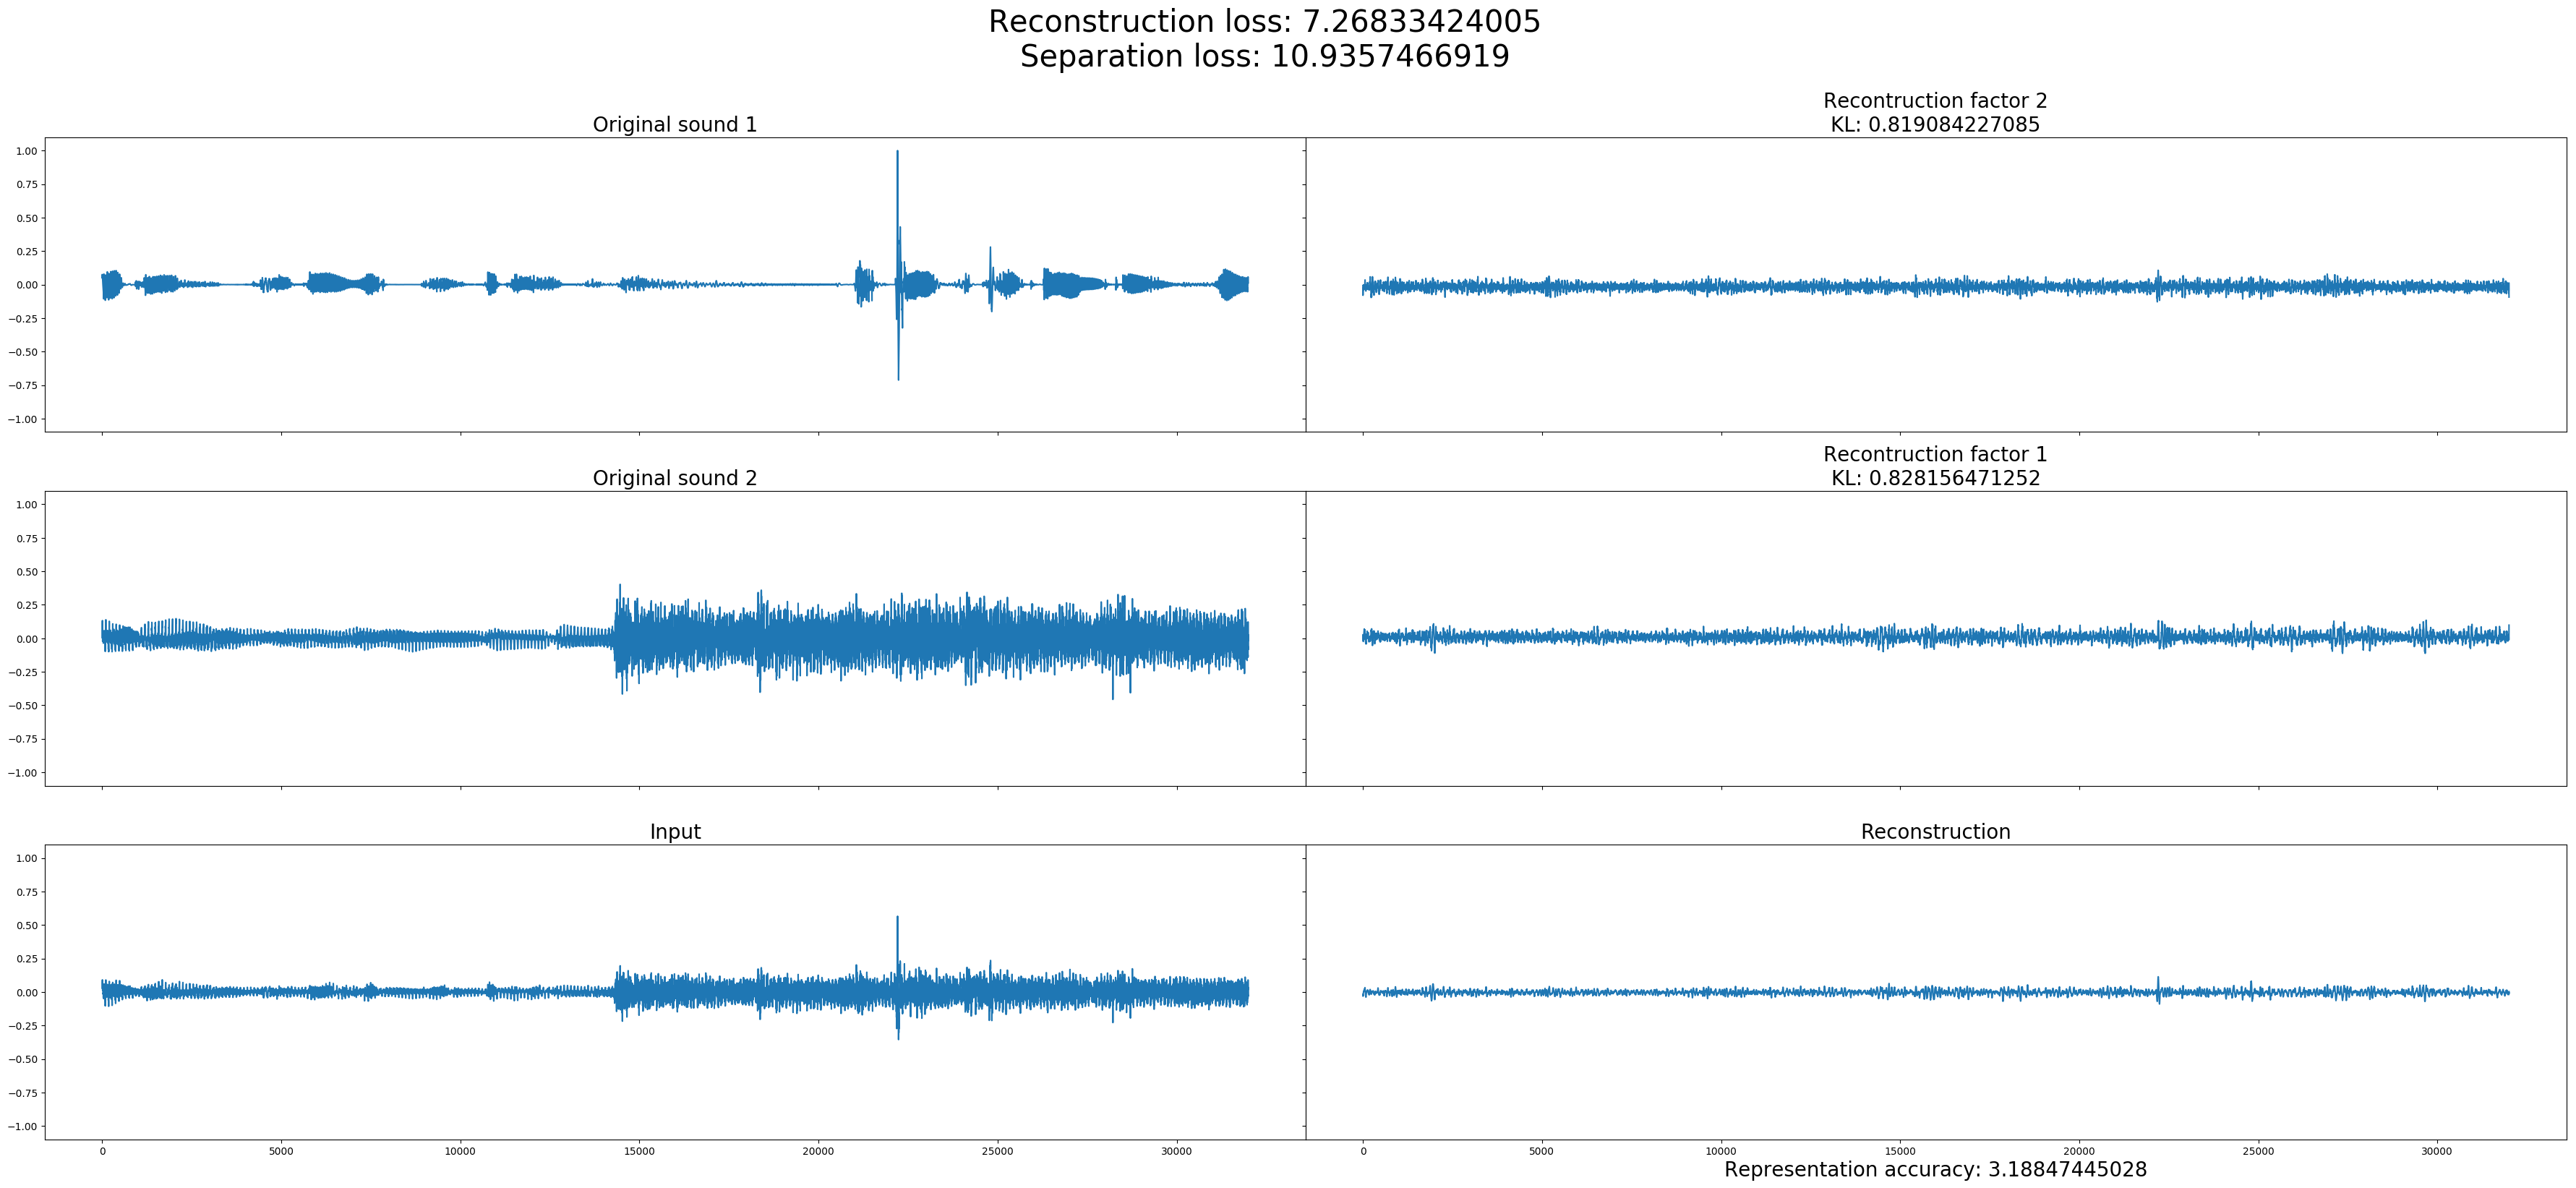 Reconstruction loss: 7.26833424005
Separation loss: 10.9357466919
Original sound 1
1.00
0.75
0.50
0.25
0.00
−0.25
−0.50
−0.75
−1.00
Recontruction factor 2
KL: 0.819084227085
Original sound 2
1.00
0.75
0.50
0.25
0.00
−0.25
−0.50
−0.75
−1.00
Recontruction factor 1
KL: 0.828156471252
Input
1.00
0.75
0.50
0.25
0.00
−0.25
−0.50
−0.75
−1.00
0 5000 10000 15000 20000 25000 30000
Reconstruction
0 5000 10000 15000 20000 25000 30000
Representation accuracy: 3.18847445028